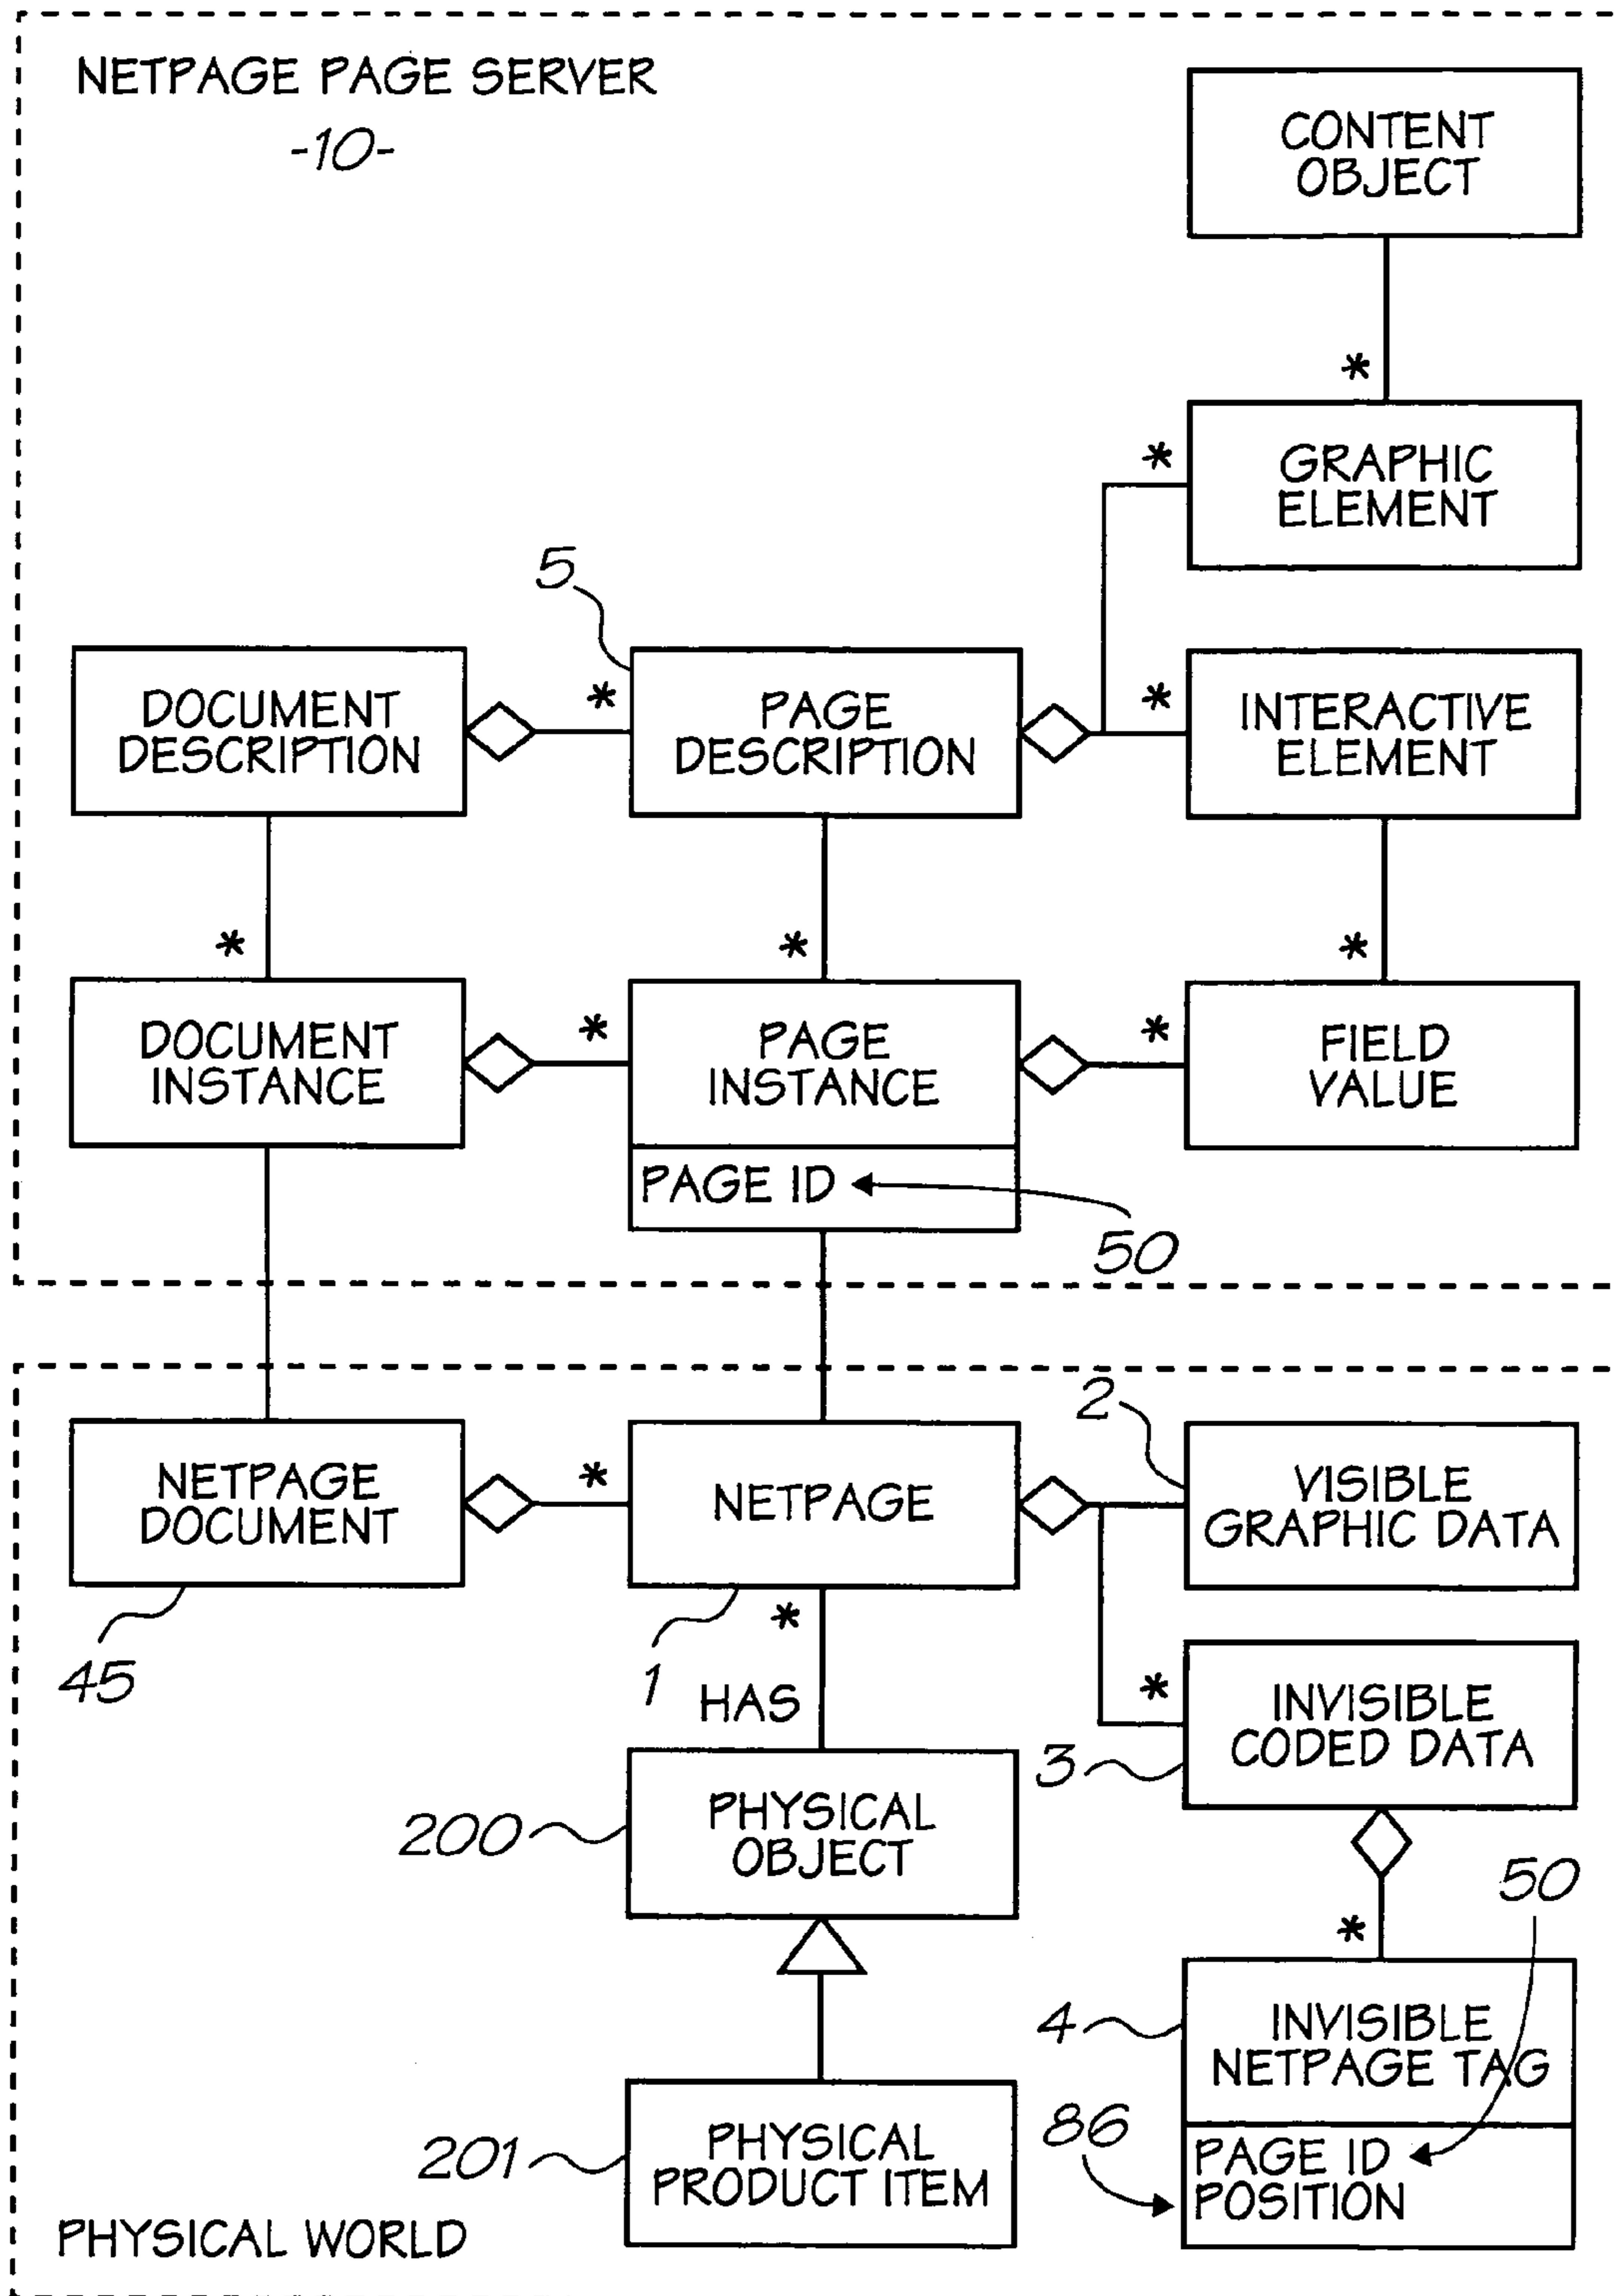 NETPAGE PAGE SERVER
-10-
CONTENT
OBJECT
*
*
GRAPHIC
ELEMENT
5
DOCUMENT
DESCRIPTION
*
PAGE
DESCRIPTION
*
INTERACTIVE
ELEMENT
*
*
*
DOCUMENT
INSTANCE
*
PAGE
INSTANCE
*
FIELD
VALUE
PAGE ID
50
2
NETPAGE
DOCUMENT
*
NETPAGE
VISIBLE
GRAPHIC DATA
45
1
*
HAS
*
INVISIBLE
CODED DATA
3
200
PHYSICAL
OBJECT
50
*
4
INVISIBLE
NETPAGE TAG
86
PAGE ID
POSITION
201
PHYSICAL
PRODUCT ITEM
PHYSICAL WORLD